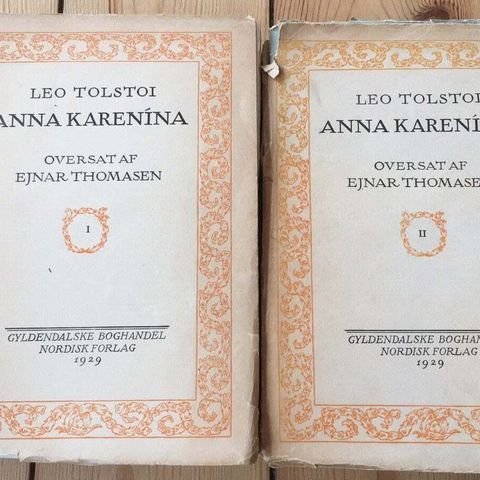 LEO TOLSTOI
ANNA KARENÍNA
OVERSAT AF
EJNAR THOMASEN
I
GYLDENDALSKE BOGHANDEL
NORDISK FORLAG
1929
LEO TOLSTOI
ANNA KARENÍ
OVERSAT AF
EJNAR THOMASE
II
GYLDENDALSKE BOGHAND
NORDISK FORLAG
1929